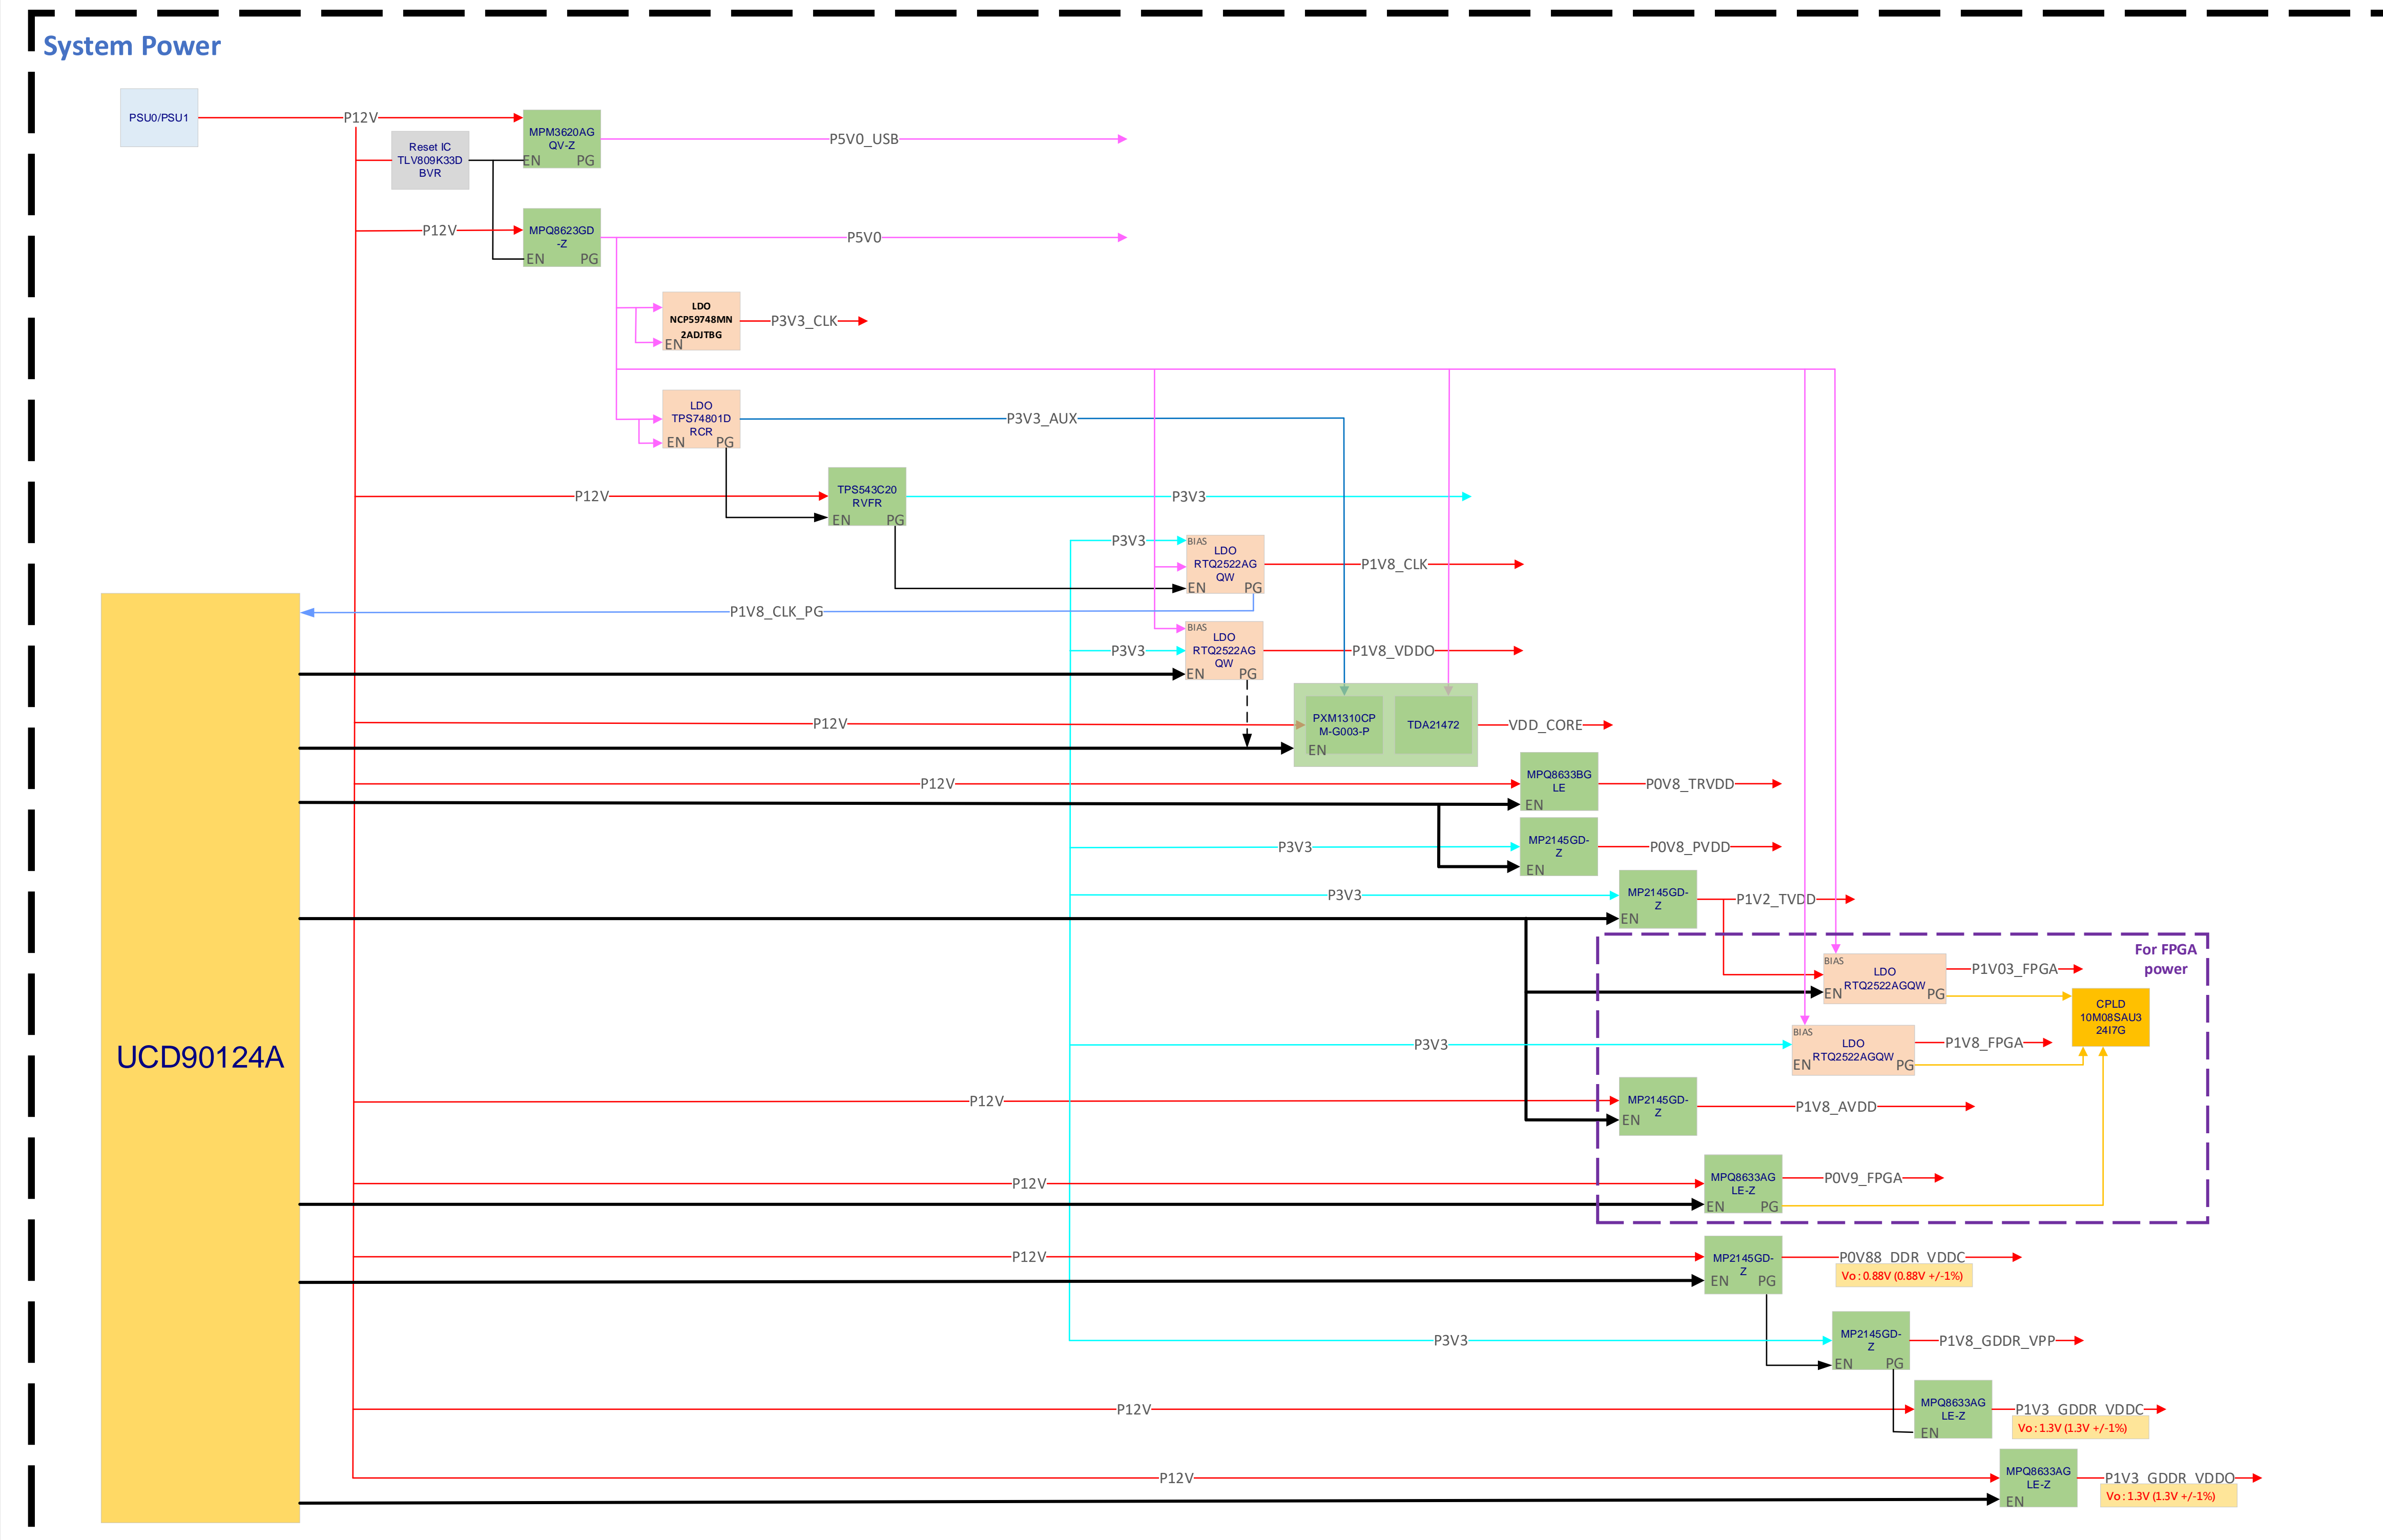 System Power
PSU0/PSU1
P12V
MPM3620AG
QV-Z
EN
PG
P5V0_USB
Reset IC
TLV809K33D
BVR
P12V
MPQ8623GD
-Z
EN
PG
P5V0
LDO
NCP59748MN
2ADJTBG
EN
P3V3_CLK
LDO
TPS74801D
RCR
EN
PG
P3V3_AUX
P12V
TPS543C20
RVFR
EN
PG
P3V3
P3V3
BIAS
LDO
RTQ2522AG
QW
EN
PG
P1V8_CLK
P1V8_CLK_PG
P3V3
BIAS
LDO
RTQ2522AG
QW
EN
PG
P1V8_VDDO
P12V
PXM1310CP
M-G003-P
EN
TDA21472
VDD_CORE
P12V
MPQ8633BG
LE
EN
P0V8_TRVDD
P3V3
MP2145GD-
Z
EN
P0V8_PVDD
P3V3
MP2145GD-
Z
EN
P1V2_TVDD
For FPGA
power
BIAS
LDO
RTQ2522AGQW
EN
PG
P1V03_FPGA
CPLD
10M08SAU3
24I7G
UCD90124A
P3V3
BIAS
LDO
RTQ2522AGQW
EN
PG
P1V8_FPGA
P12V
MP2145GD-
Z
EN
P1V8_AVDD
P12V
MPQ8633AG
LE-Z
EN
PG
P0V9_FPGA
P12V
MP2145GD-
Z
EN
PG
P0V88_DDR_VDDC
Vo : 0.88V (0.88V +/-1%)
P3V3
MP2145GD-
Z
EN
PG
P1V8_GDDR_VPP
P12V
MPQ8633AG
LE-Z
EN
P1V3_GDDR_VDDC
Vo : 1.3V (1.3V +/-1%)
P12V
MPQ8633AG
LE-Z
EN
P1V3_GDDR_VDDO
Vo : 1.3V (1.3V +/-1%)